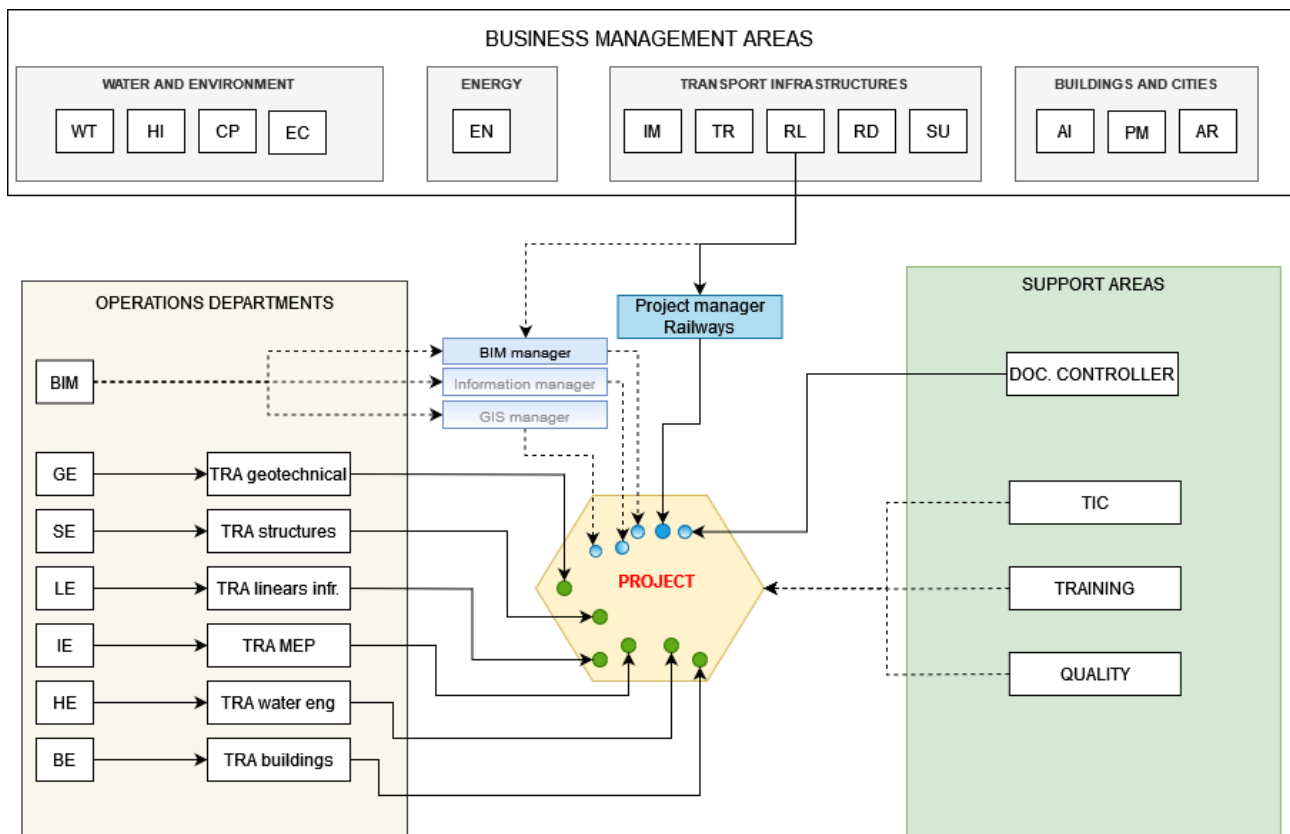 BUSINESS MANAGEMENT AREAS
WATER AND ENVIRONMENT
WT
HI
CP
EC
ENERGY
EN
TRANSPORT INFRASTRUCTURES
IM
TR
RL
RD
SU
BUILDINGS AND CITIES
AI
PM
AR
OPERATIONS DEPARTMENTS
BIM
GE
TRA geotechnical
SE
TRA structures
LE
TRA linears infr.
IE
TRA MEP
HE
TRA water eng
BE
TRA buildings
Project manager
Railways
BIM manager
Information manager
GIS manager
PROJECT
SUPPORT AREAS
DOC. CONTROLLER
TIC
TRAINING
QUALITY